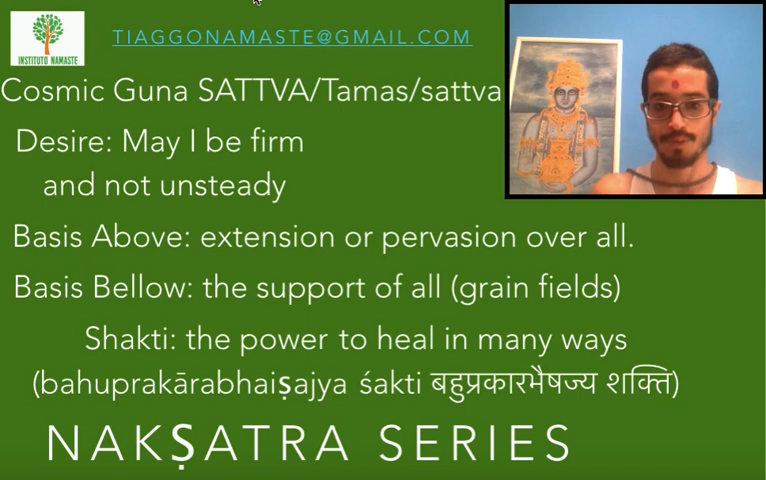 INSTITUTO NAMASTE
TIAGGONAMASTE@GMAIL.COM
Cosmic Guna SATTVA/Tamas/sattva
Desire: May I be firm
and not unsteady
Basis Above: extension or pervasion over all.
Basis Bellow: the support of all (grain fields)
Shakti: the power to heal in many ways
(bahuprakārabhaiṣajya śakti बहुप्रकारभैषज्य शक्ति)
NAKṢATRA SERIES